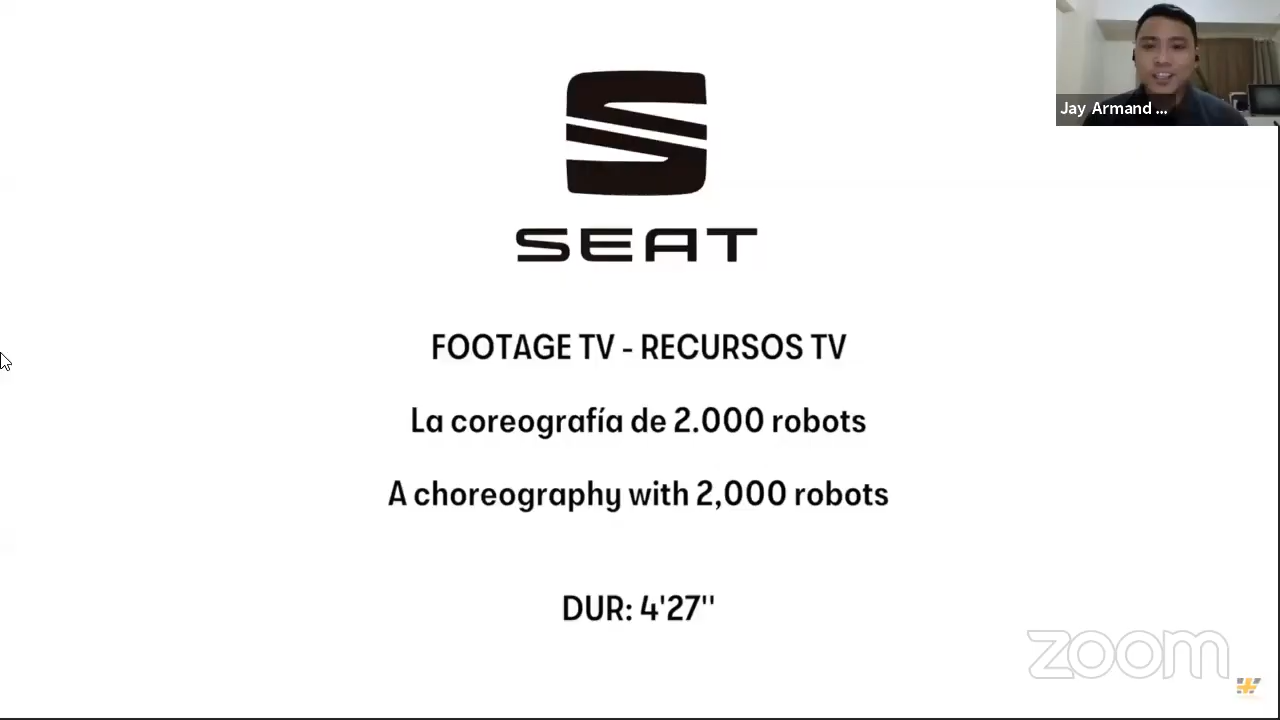 Jay Armand ...
SEAT
FOOTAGE TV - RECURSOS TV
La coreografía de 2.000 robots
A choreography with 2,000 robots
DUR: 4'27''
zoom